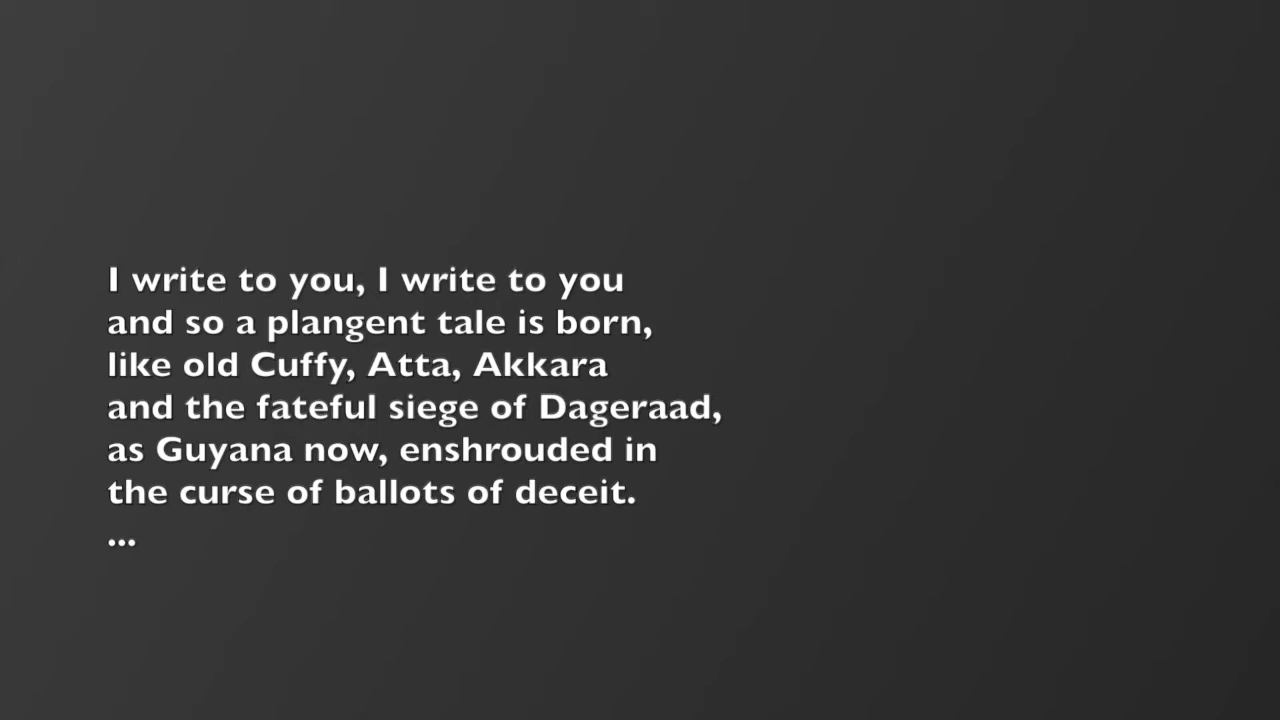 I write to you, I write to you
and so a plangent tale is born,
like old Cuffy, Atta, Akkara
and the fateful siege of Dageraad,
as Guyana now, enshrouded in
the curse of ballots of deceit.
...